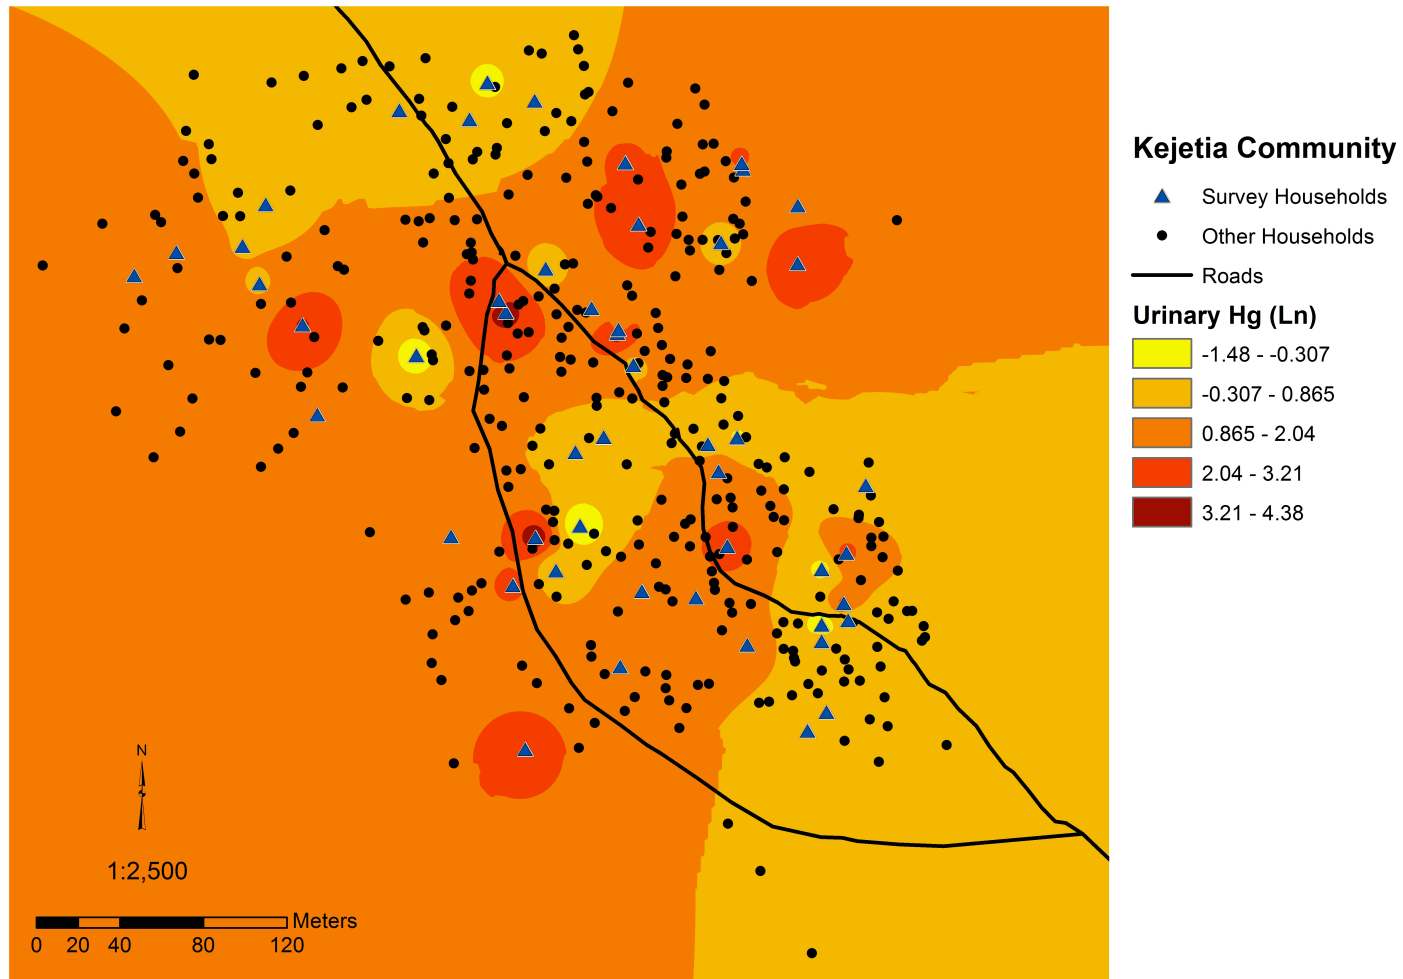 Kejetia Community
Survey Households
Other Households
Roads
Urinary Hg (Ln)
-1.48 - -0.307
-0.307 - 0.865
0.865 - 2.04
2.04 - 3.21
3.21 - 4.38
N
1:2,500
Meters
0 20 40 80 120